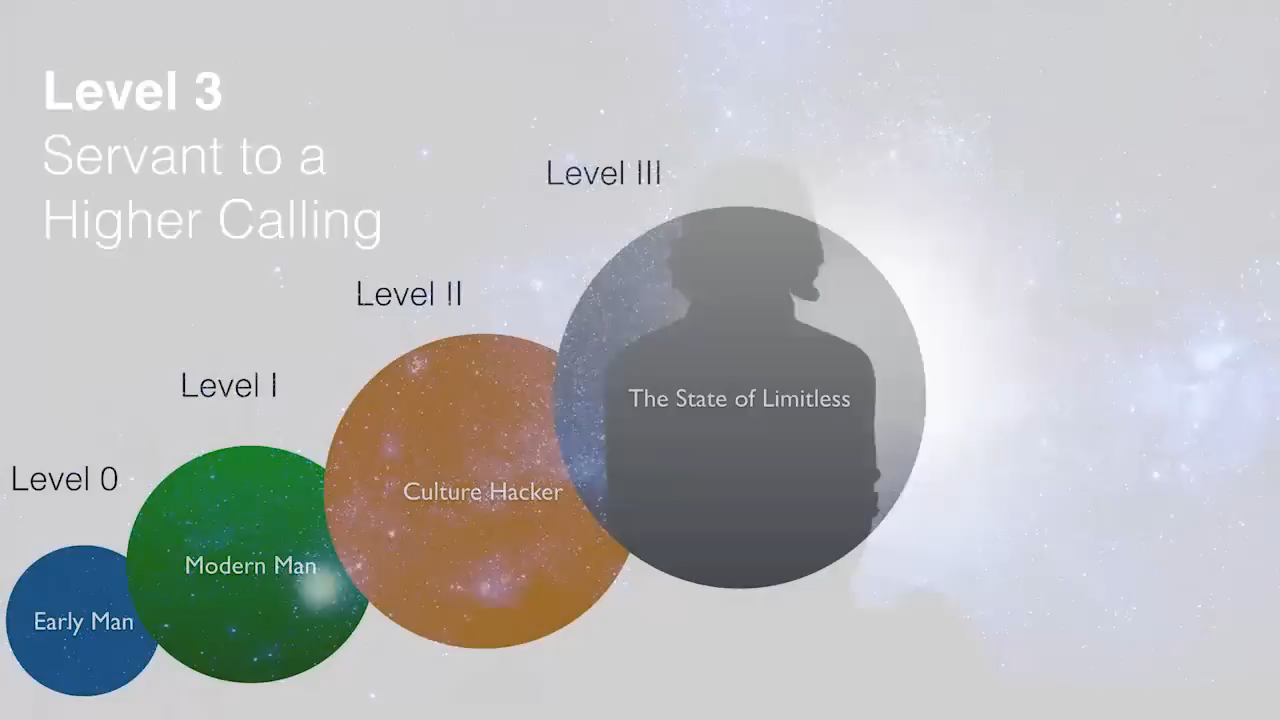 Level 3
Servant to a
Higher Calling
Level III
Level II
Level I
Level 0
The State of Limitless
Culture Hacker
Modern Man
Early Man